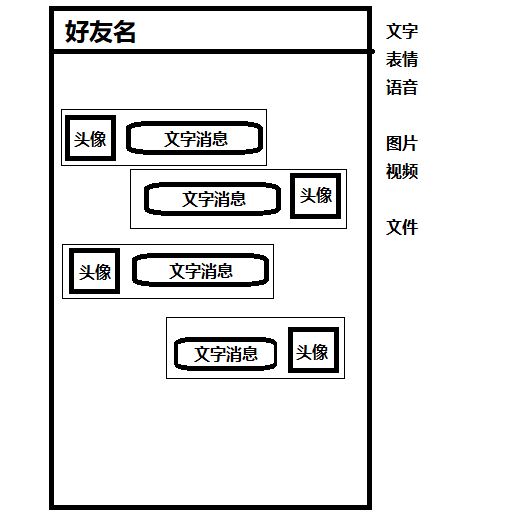 好友名
头像 文字消息
文字消息 头像
头像 文字消息
文字消息 头像
文字
表情
语音
图片
视频
文件